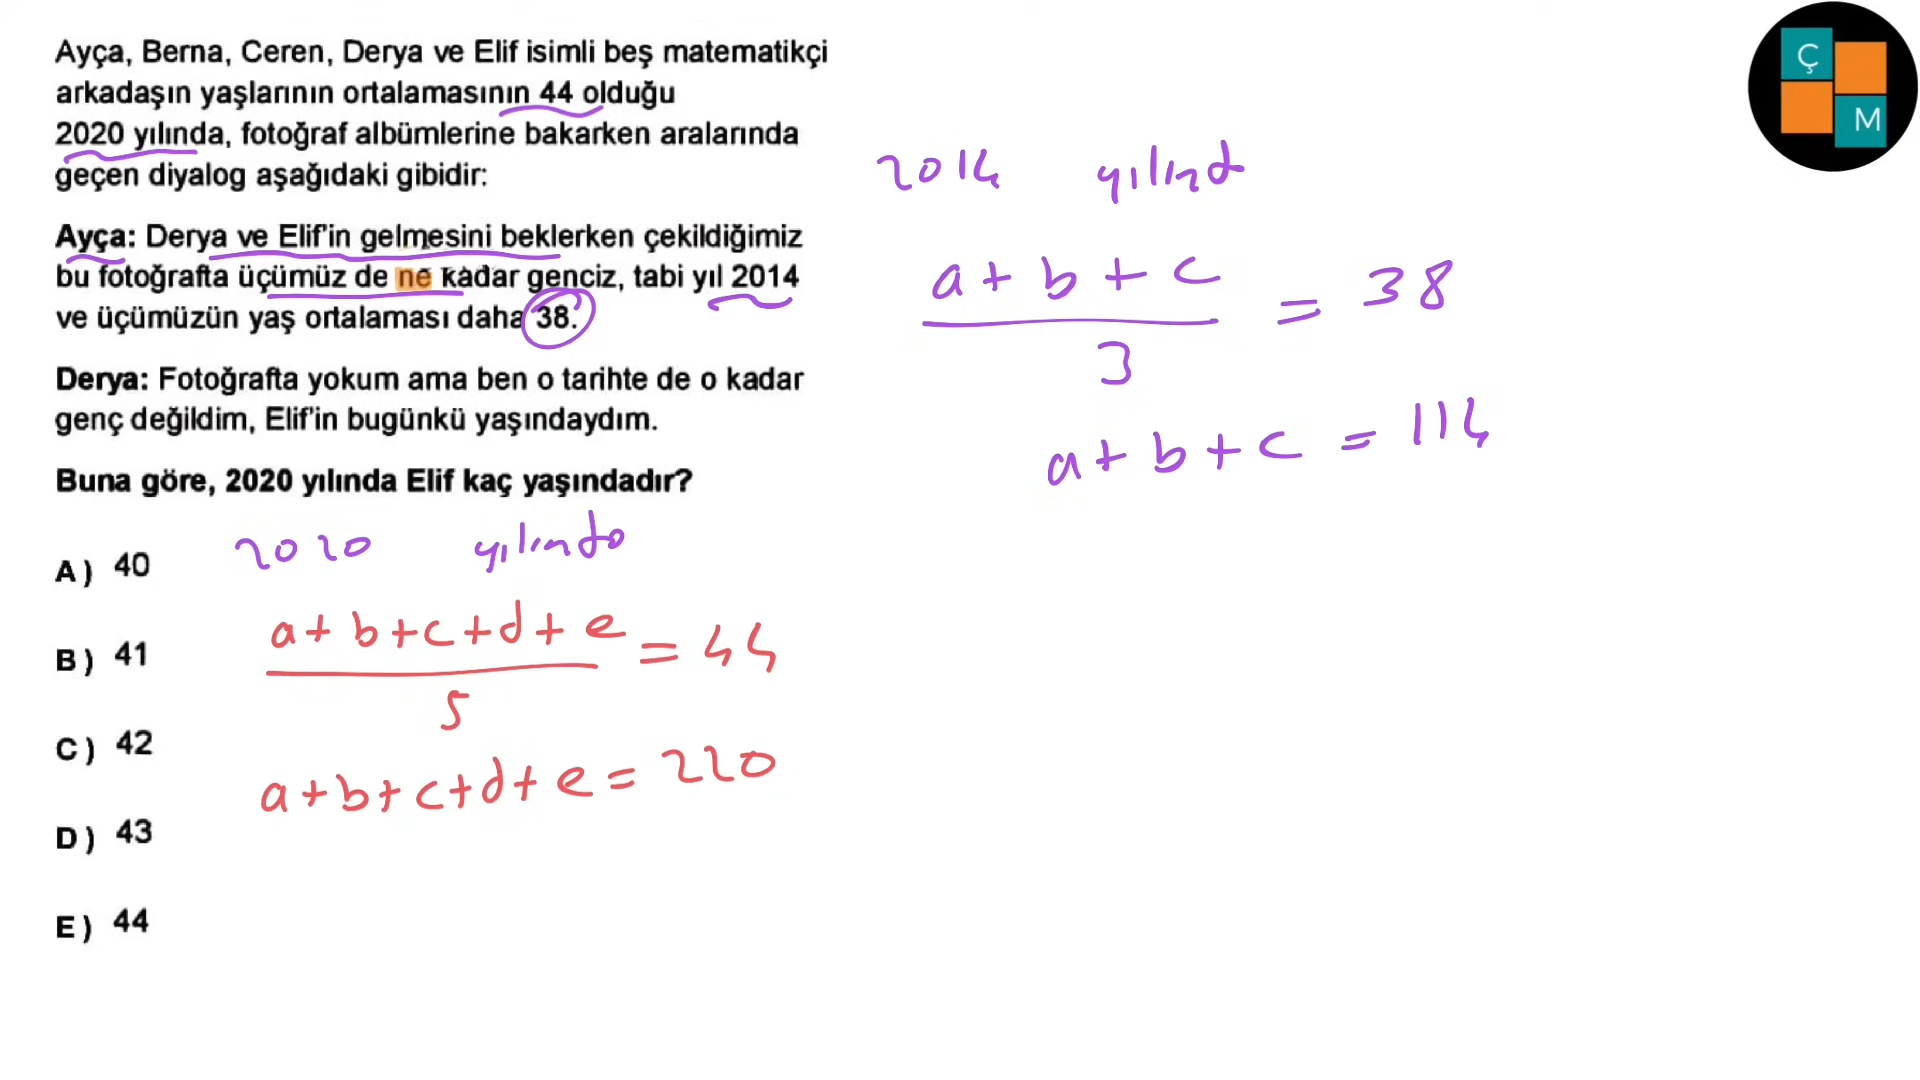 Ayça, Berna, Ceren, Derya ve Elif isimli beş matematikçi
arkadaşın yaşlarının ortalamasının 44 olduğu
2020 yılında, fotoğraf albümlerine bakarken aralarında
geçen diyalog aşağıdaki gibidir:
Ayça: Derya ve Elif'in gelmesini beklerken çekildiğimiz
bu fotoğrafta üçümüz de ne kadar genciz, tabi yıl 2014
ve üçümüzün yaş ortalaması daha 38.
Derya: Fotoğrafta yokum ama ben o tarihte de o kadar
genç değildim, Elif'in bugünkü yaşındaydım.
Buna göre, 2020 yılında Elif kaç yaşındadır?
A) 40
B) 41
C) 42
D) 43
E) 44
2020 yılında
a+b+c+d+e
5
= 44
a+b+c+d+e = 220
2014 yılınd
a+b+c
3
= 38
a+b+c = 114
Ç
M